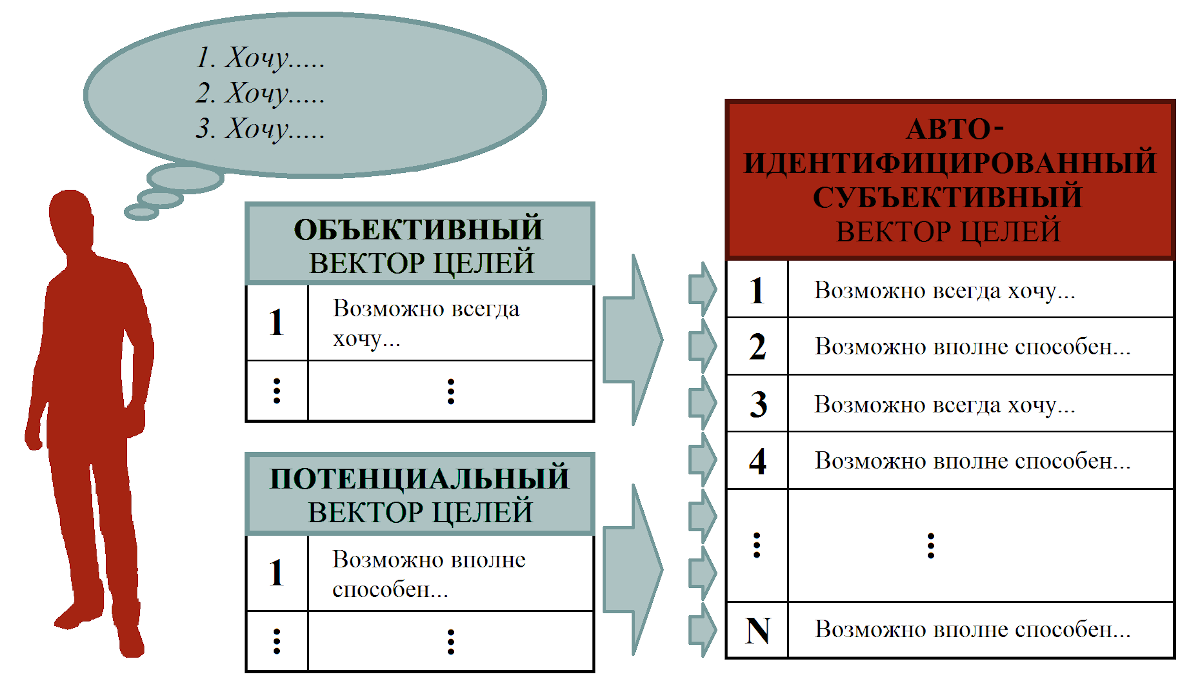 1. Хочу.....
2. Хочу.....
3. Хочу.....
ОБЪЕКТИВНЫЙ
ВЕКТОР ЦЕЛЕЙ
1
Возможно всегда
хочу...
⋮ ⋮
ПОТЕНЦИАЛЬНЫЙ
ВЕКТОР ЦЕЛЕЙ
1
Возможно вполне
способен...
⋮ ⋮
АВТО-
ИДЕНТИФИЦИРОВАННЫЙ
СУБЪЕКТИВНЫЙ
ВЕКТОР ЦЕЛЕЙ
1 Возможно всегда хочу...
2 Возможно вполне способен...
3 Возможно всегда хочу...
4 Возможно вполне способен...
⋮ ⋮
N Возможно вполне способен...